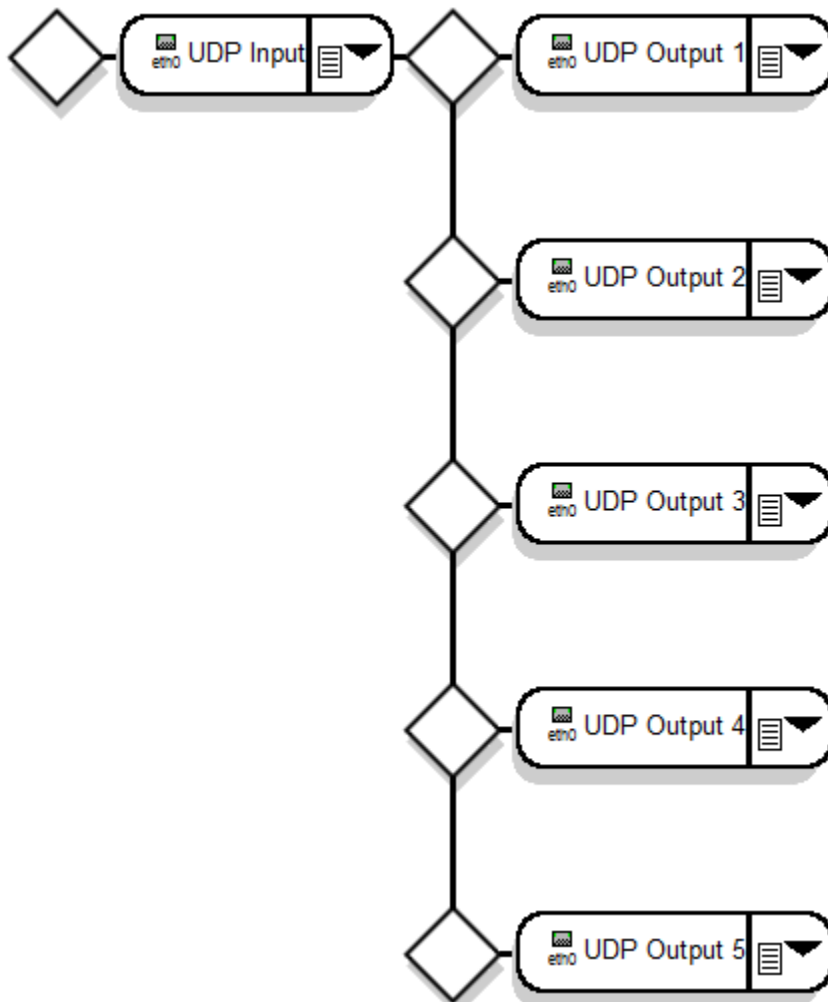 eth0 UDP Input
eth0 UDP Output 1
eth0 UDP Output 2
eth0 UDP Output 3
eth0 UDP Output 4
eth0 UDP Output 5